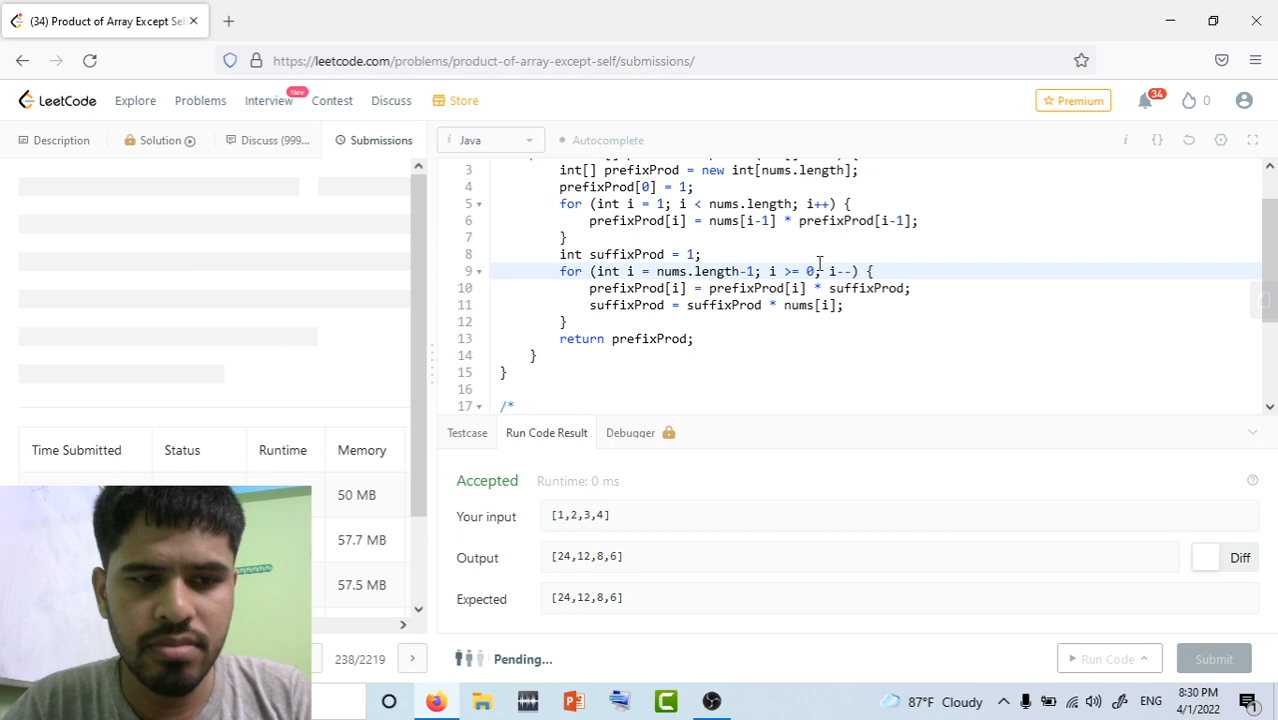 (34) Product of Array Except Sel
https://leetcode.com/problems/product-of-array-except-self/submissions/
LeetCode Explore Problems Interview New Contest Discuss Store Premium 34 0
Description Solution Discuss (999... Submissions i Java Autocomplete
3 int[] prefixProd = new int[nums.length];
4 prefixProd[0] = 1;
5 for (int i = 1; i < nums.length; i++) {
6 prefixProd[i] = nums[i-1] * prefixProd[i-1];
7 }
8 int suffixProd = 1;
9 for (int i = nums.length-1; i >= 0; i--) {
10 prefixProd[i] = prefixProd[i] * suffixProd;
11 suffixProd = suffixProd * nums[i];
12 }
13 return prefixProd;
14 }
15 }
16
17 /*
Testcase Run Code Result Debugger
Time Submitted Status Runtime Memory
50 MB
57.7 MB
57.5 MB
Accepted Runtime: 0 ms
Your input [1,2,3,4]
Output [24,12,8,6] Diff
Expected [24,12,8,6]
238/2219 Pending... Run Code Submit
87°F Cloudy ENG 8:30 PM
4/1/2022 1